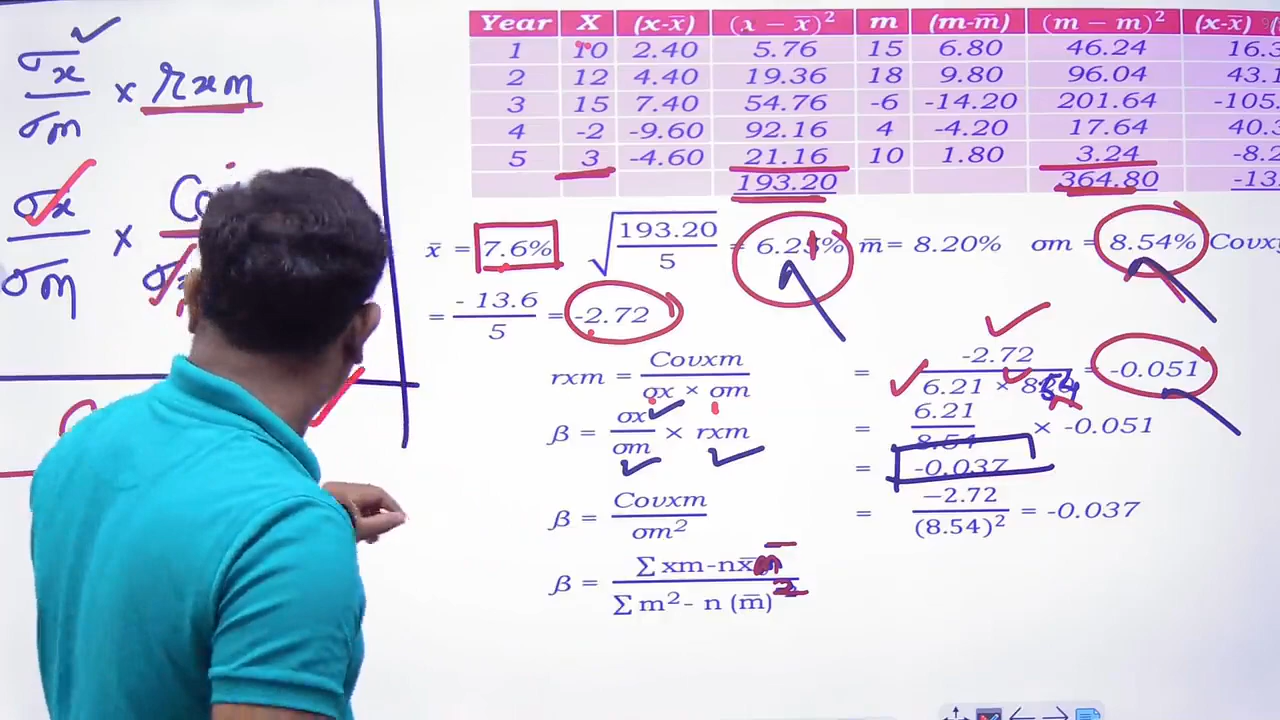 Year X (x-x̄) (x − x̄)² m (m-m̄) (m − m)² (x-x̄)
1 10 2.40 5.76 15 6.80 46.24 16.3
2 12 4.40 19.36 18 9.80 96.04 43.1
3 15 7.40 54.76 -6 -14.20 201.64 -105.
4 -2 -9.60 92.16 4 -4.20 17.64 40.3
5 3 -4.60 21.16 10 1.80 3.24 -8.2
193.20 364.80 -13.
σx/σm × rxm
σx/σm ×
x̄ = 7.6% √(193.20/5) = 6.21% m̄ = 8.20% σm = 8.54% Covx
= - 13.6/5 = -2.72
rxm = Covxm/(σx × σm) = -2.72/(6.21 × 8.54) = -0.051
β = σx/σm × rxm = 6.21/8.54 × -0.051
= -0.037
β = Covxm/σm² = −2.72/(8.54)² = -0.037
β = (∑ xm-nx̄ m̄)/(∑ m²- n (m̄)²)